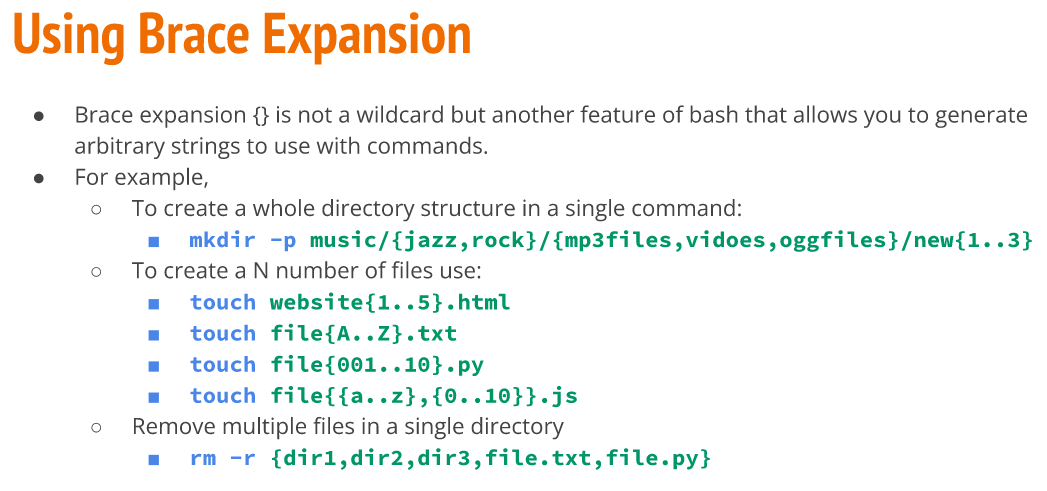 Using Brace Expansion
● Brace expansion {} is not a wildcard but another feature of bash that allows you to generate
arbitrary strings to use with commands.
● For example,
○ To create a whole directory structure in a single command:
■ mkdir -p music/{jazz,rock}/{mp3files,vidoes,oggfiles}/new{1..3}
○ To create a N number of files use:
■ touch website{1..5}.html
■ touch file{A..Z}.txt
■ touch file{001..10}.py
■ touch file{{a..z},{0..10}}.js
○ Remove multiple files in a single directory
■ rm -r {dir1,dir2,dir3,file.txt,file.py}